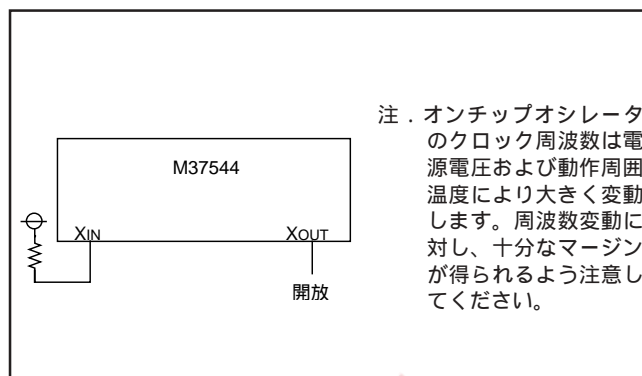 M37544
XIN
XOUT
開放
注．オンチップオシレータ
のクロック周波数は電
源電圧および動作周囲
温度により大きく変動
します。周波数変動に
対し、十分なマージン
が得られるよう注意し
てください。